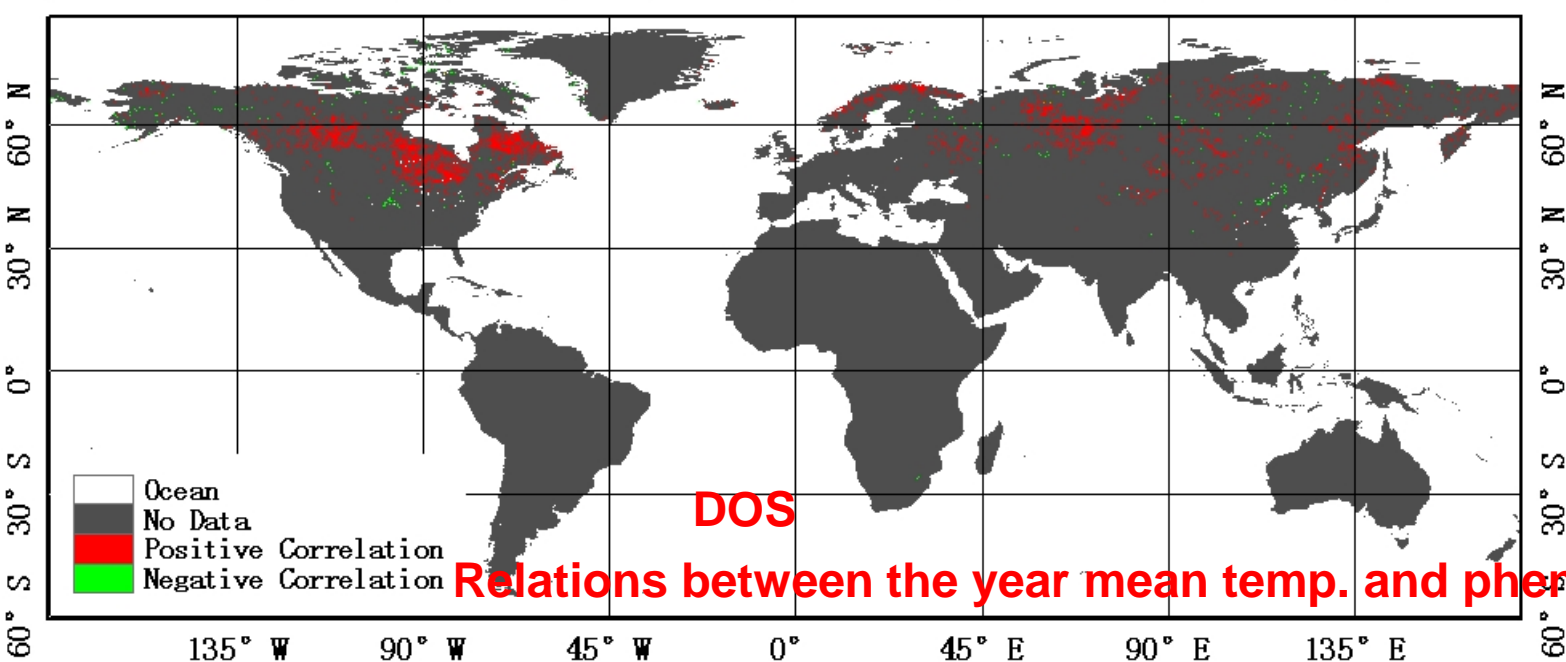 60° N
30° N
0°
30° S
60° S
60° N
30° N
0°
30° S
60° S
Ocean
No Data
Positive Correlation
Negative Correlation
DOS
Relations between the year mean temp. and
135° W 90° W 45° W 0° 45° E 90° E 135° E